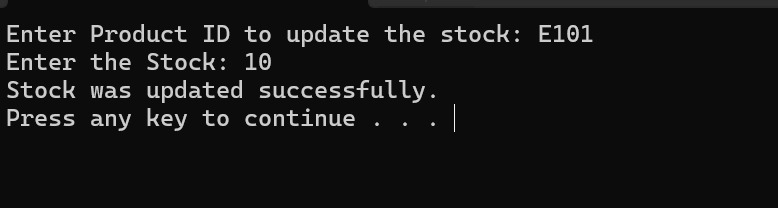 Enter Product ID to update the stock: E101
Enter the Stock: 10
Stock was updated successfully.
Press any key to continue . . .